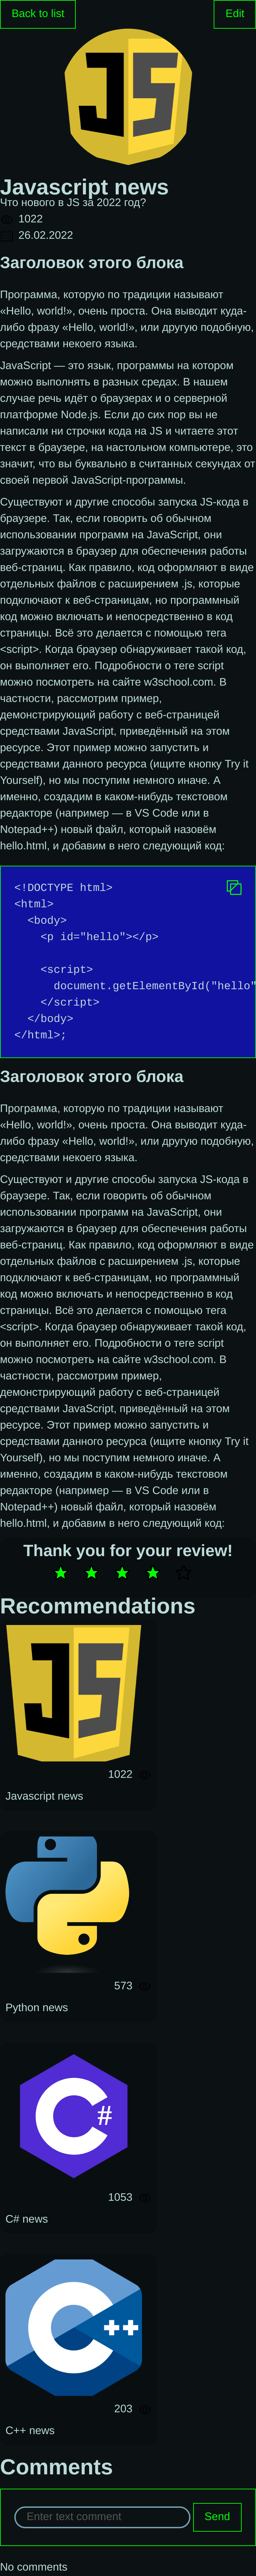 Back to list
Edit
JS
Javascript news
Что нового в JS за 2022 год?
1022
26.02.2022
Заголовок этого блока
Программа, которую по традиции называют
«Hello, world!», очень проста. Она выводит куда-
либо фразу «Hello, world!», или другую подобную,
средствами некоего языка.
JavaScript — это язык, программы на котором
можно выполнять в разных средах. В нашем
случае речь идёт о браузерах и о серверной
платформе Node.js. Если до сих пор вы не
написали ни строчки кода на JS и читаете этот
текст в браузере, на настольном компьютере, это
значит, что вы буквально в считанных секундах от
своей первой JavaScript-программы.
Существуют и другие способы запуска JS-кода в
браузере. Так, если говорить об обычном
использовании программ на JavaScript, они
загружаются в браузер для обеспечения работы
веб-страниц. Как правило, код оформляют в виде
отдельных файлов с расширением .js, которые
подключают к веб-страницам, но программный
код можно включать и непосредственно в код
страницы. Всё это делается с помощью тега
<script>. Когда браузер обнаруживает такой код,
он выполняет его. Подробности о теге script
можно посмотреть на сайте w3school.com. В
частности, рассмотрим пример,
демонстрирующий работу с веб-страницей
средствами JavaScript, приведённый на этом
ресурсе. Этот пример можно запустить и
средствами данного ресурса (ищите кнопку Try it
Yourself), но мы поступим немного иначе. А
именно, создадим в каком-нибудь текстовом
редакторе (например — в VS Code или в
Notepad++) новый файл, который назовём
hello.html, и добавим в него следующий код:
<!DOCTYPE html>
<html>
<body>
<p id="hello"></p>
<script>
document.getElementById("hello"
</script>
</body>
</html>;
Заголовок этого блока
Программа, которую по традиции называют
«Hello, world!», очень проста. Она выводит куда-
либо фразу «Hello, world!», или другую подобную,
средствами некоего языка.
Существуют и другие способы запуска JS-кода в
браузере. Так, если говорить об обычном
использовании программ на JavaScript, они
загружаются в браузер для обеспечения работы
веб-страниц. Как правило, код оформляют в виде
отдельных файлов с расширением .js, которые
подключают к веб-страницам, но программный
код можно включать и непосредственно в код
страницы. Всё это делается с помощью тега
<script>. Когда браузер обнаруживает такой код,
он выполняет его. Подробности о теге script
можно посмотреть на сайте w3school.com. В
частности, рассмотрим пример,
демонстрирующий работу с веб-страницей
средствами JavaScript, приведённый на этом
ресурсе. Этот пример можно запустить и
средствами данного ресурса (ищите кнопку Try it
Yourself), но мы поступим немного иначе. А
именно, создадим в каком-нибудь текстовом
редакторе (например — в VS Code или в
Notepad++) новый файл, который назовём
hello.html, и добавим в него следующий код:
Thank you for your review!
Recommendations
JS
1022
Javascript news
573
Python news
C#
1053
C# news
C++
203
C++ news
Comments
Enter text comment
Send
No comments